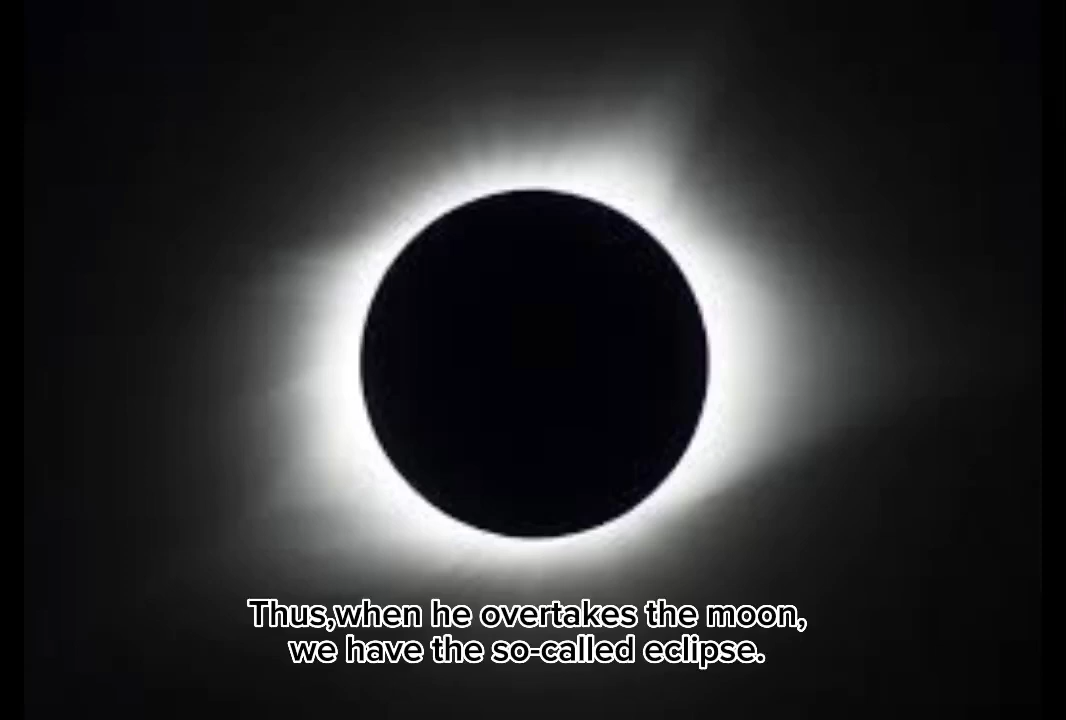 Thus,when he overtakes the moon,
we have the so-called eclipse.